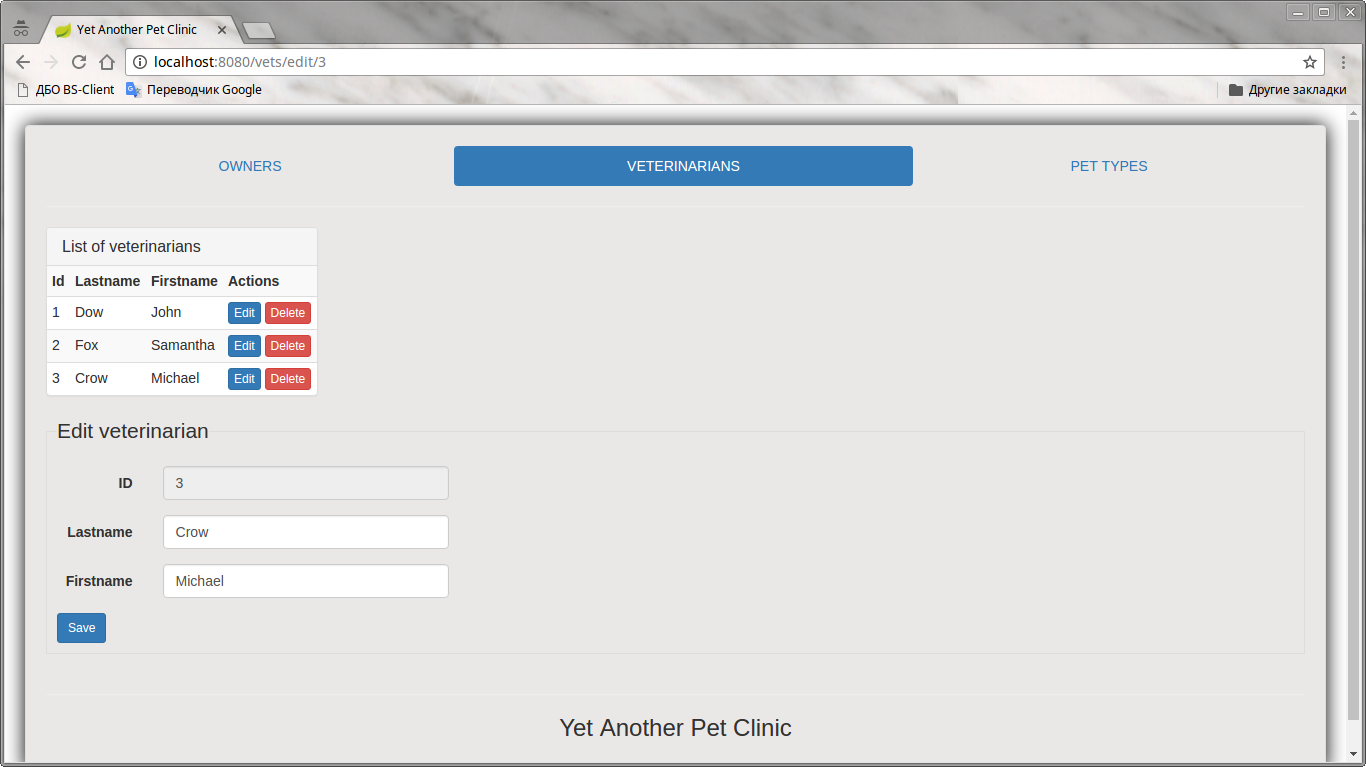 Yet Another Pet Clinic
localhost:8080/vets/edit/3
ДБО BS-Client Переводчик Google Другие закладки
OWNERS VETERINARIANS PET TYPES
List of veterinarians
Id Lastname Firstname Actions
1 Dow John Edit Delete
2 Fox Samantha Edit Delete
3 Crow Michael Edit Delete
Edit veterinarian
ID 3
Lastname Crow
Firstname Michael
Save
Yet Another Pet Clinic